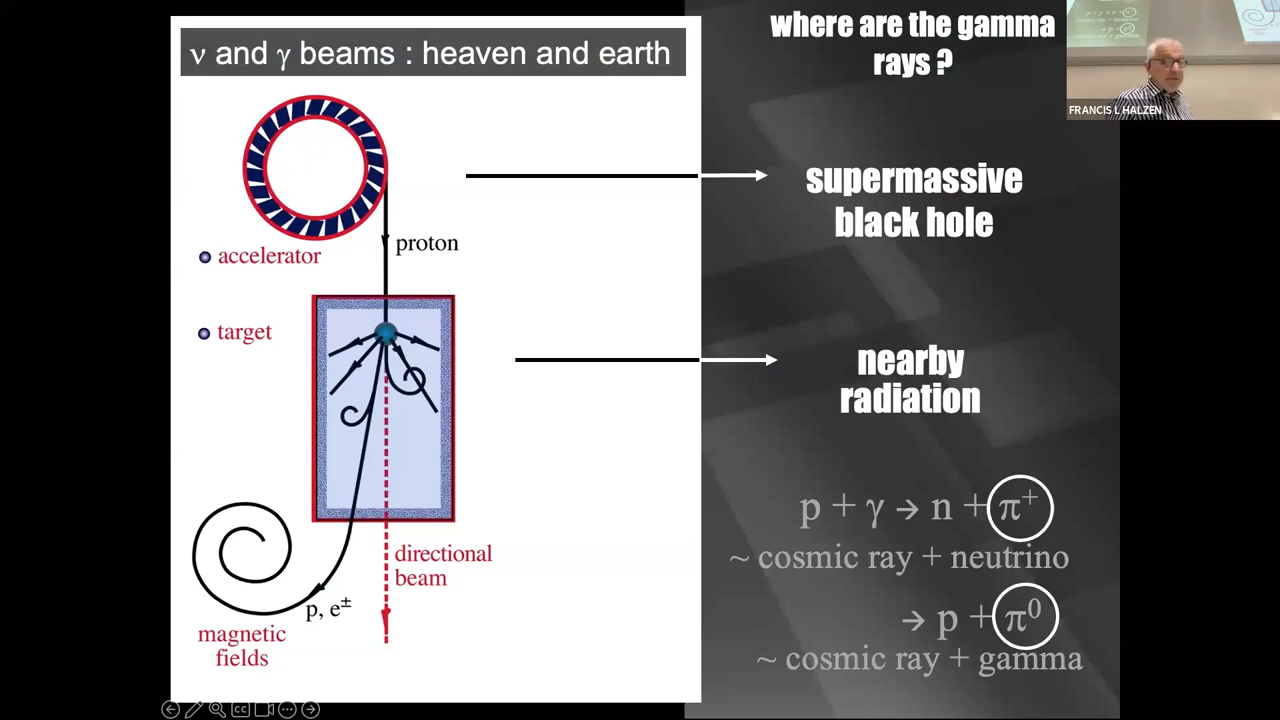 ν and γ beams : heaven and earth
where are the gamma
rays ?
FRANCIS L HALZEN
supermassive
black hole
proton
accelerator
target
nearby
radiation
p + γ → n + π⁺
~ cosmic ray + neutrino
→ p + π⁰
~ cosmic ray + gamma
directional
beam
p, e±
magnetic
fields
CC